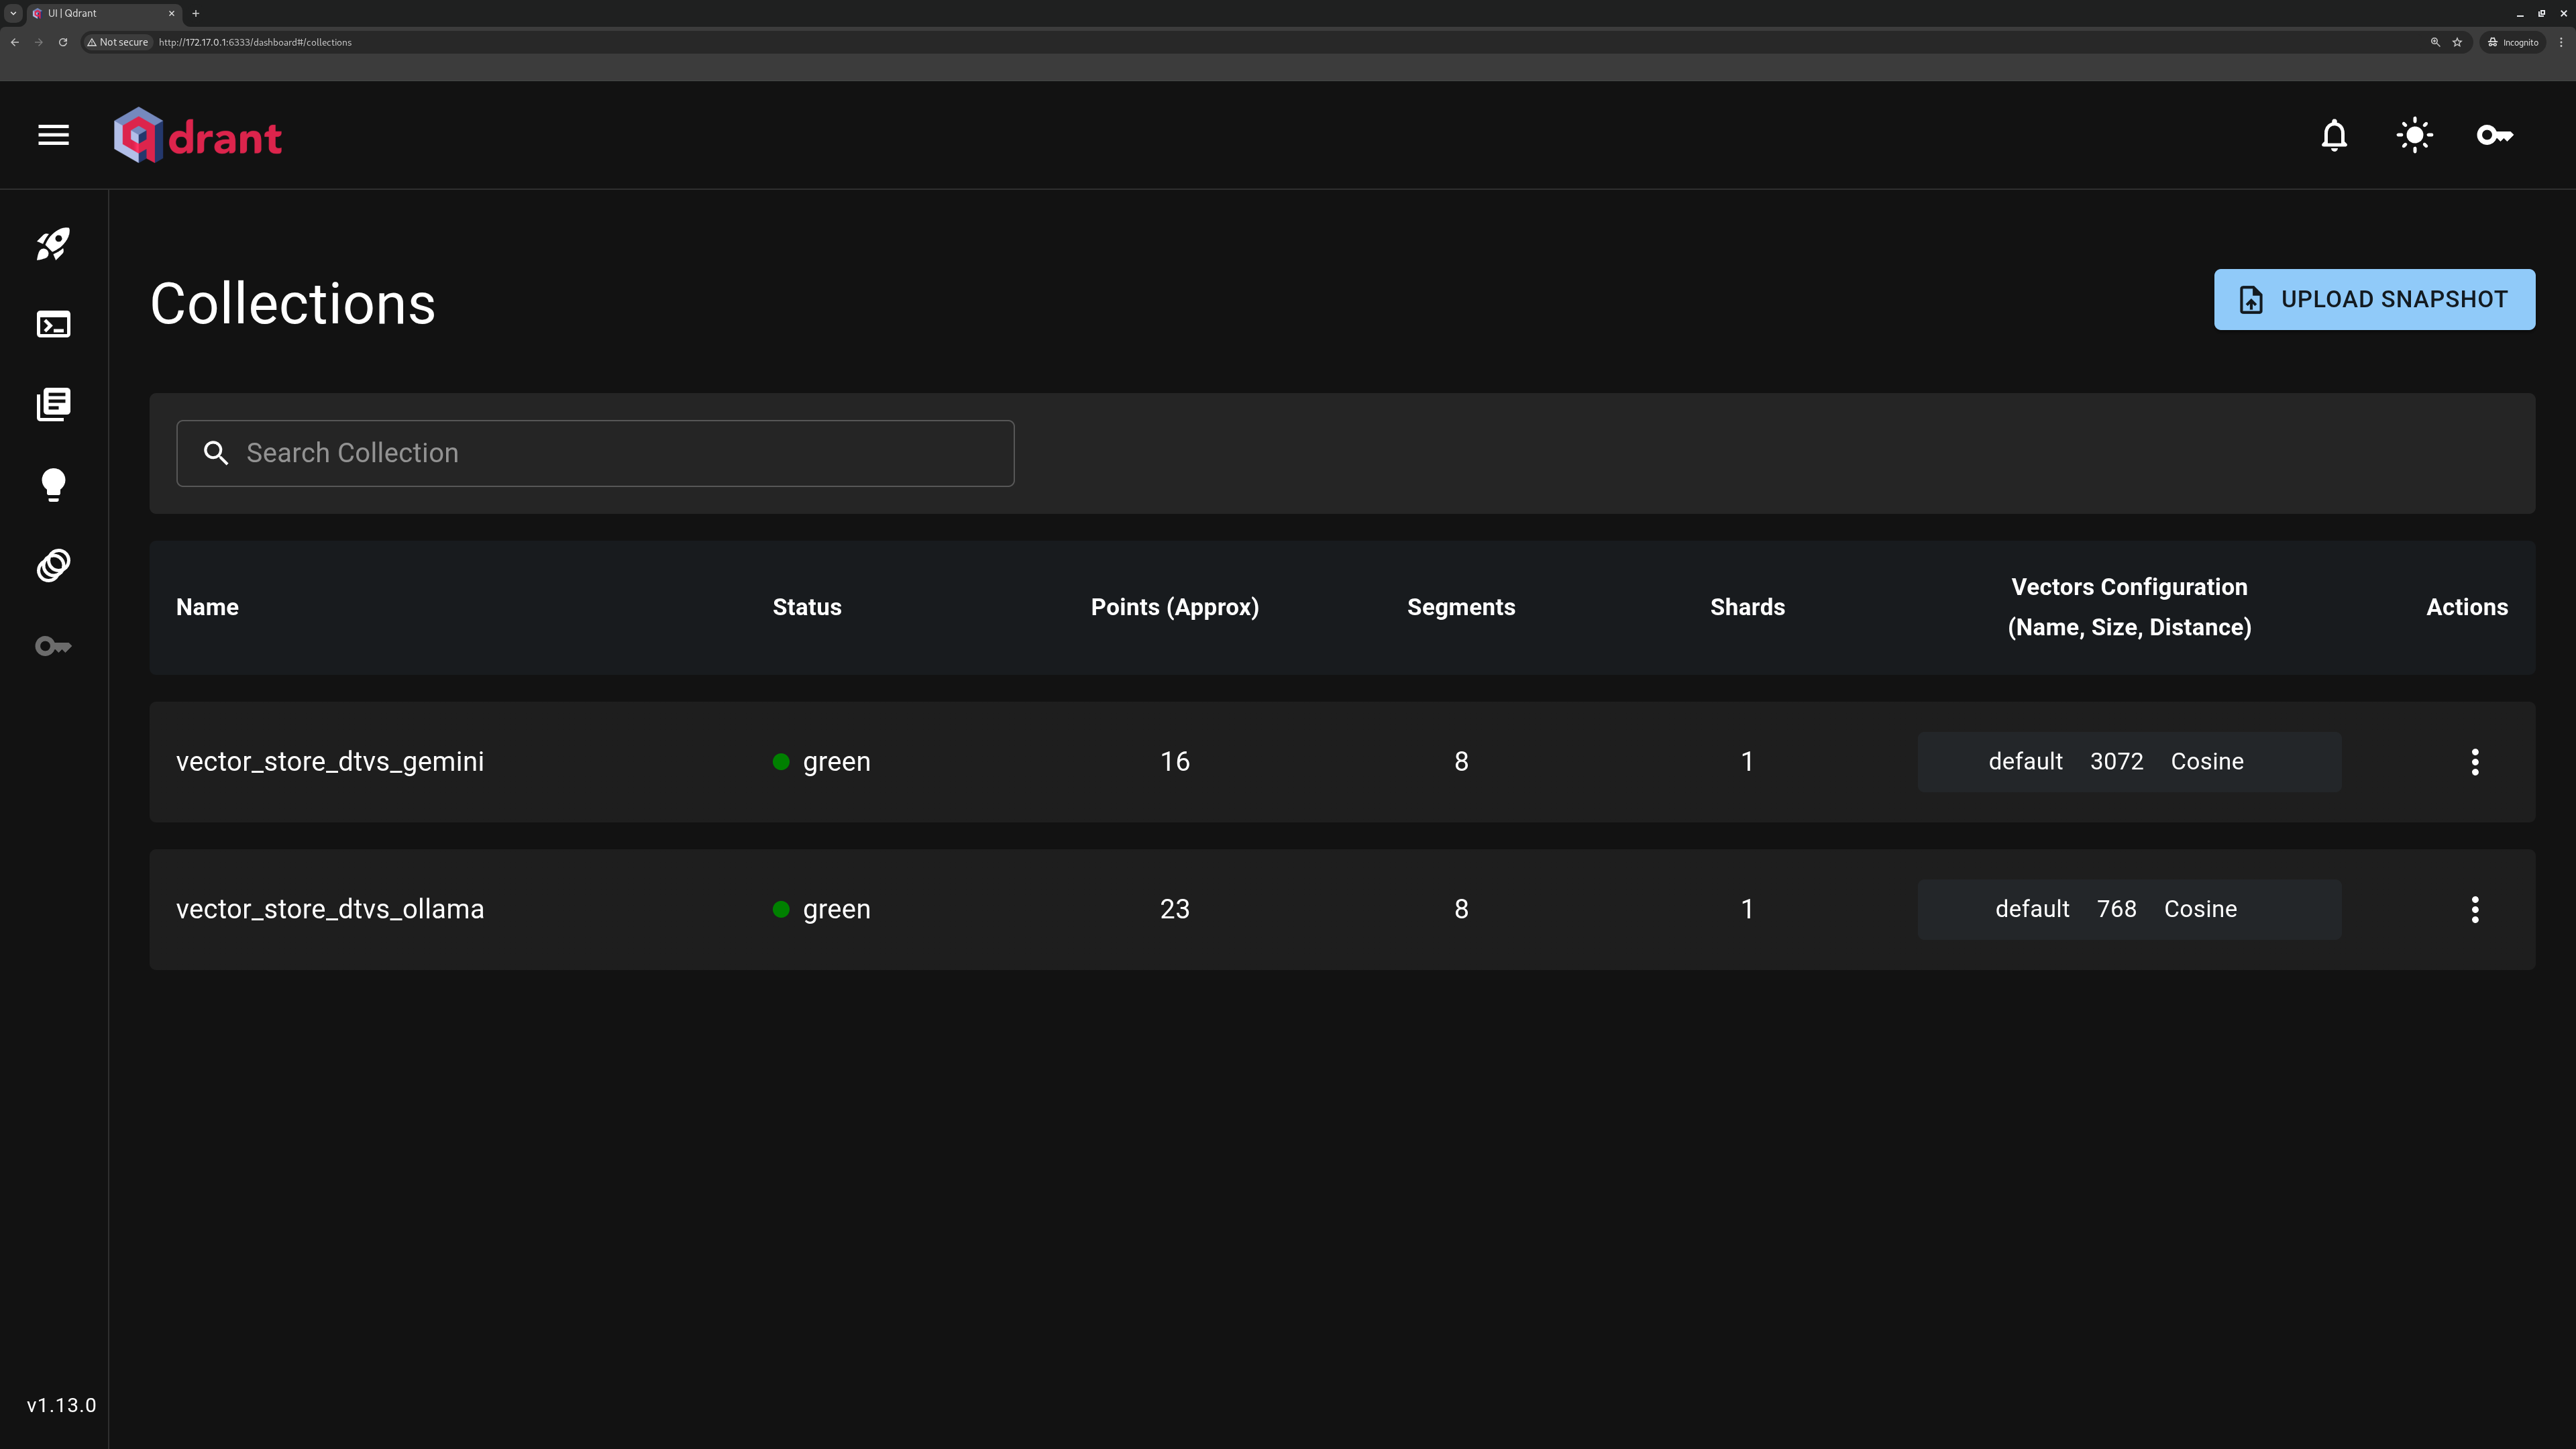 UI | Qdrant
Not secure http://172.17.0.1:6333/dashboard#/collections Incognito
qdrant
Collections
UPLOAD SNAPSHOT
Search Collection
Name Status Points (Approx) Segments Shards Vectors Configuration (Name, Size, Distance) Actions
vector_store_dtvs_gemini green 16 8 1 default 3072 Cosine
vector_store_dtvs_ollama green 23 8 1 default 768 Cosine
v1.13.0